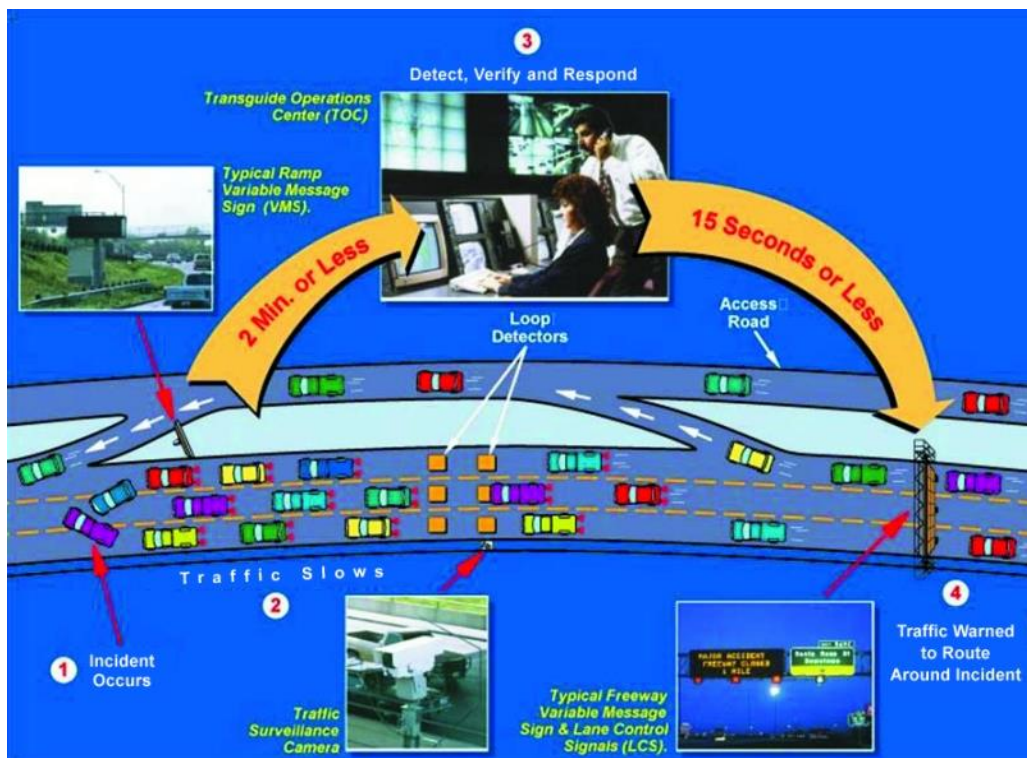 3
Detect, Verify and Respond
Transguide Operations
Center (TOC)
Typical Ramp
Variable Message
Sign (VMS).
2 Min. or Less
15 Seconds or Less
Loop
Detectors
Access
Road
Traffic Slows
2
1
Incident
Occurs
Traffic
Surveillance
Camera
Typical Freeway
Variable Message
Sign & Lane Control
Signals (LCS).
MAJOR ACCIDENT
FREEWAY CLOSED
1 MILE
4
Traffic Warned
to Route
Around Incident